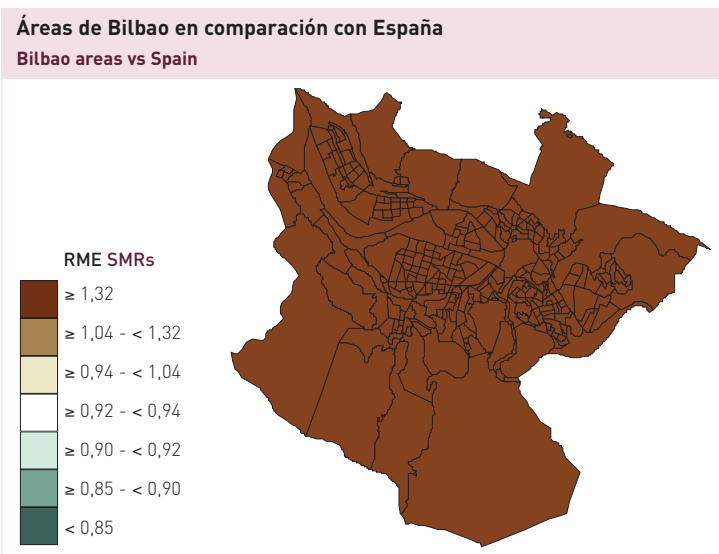 Áreas de Bilbao en comparación con España
Bilbao areas vs Spain
RME SMRs
≥ 1,32
≥ 1,04 - < 1,32
≥ 0,94 - < 1,04
≥ 0,92 - < 0,94
≥ 0,90 - < 0,92
≥ 0,85 - < 0,90
< 0,85